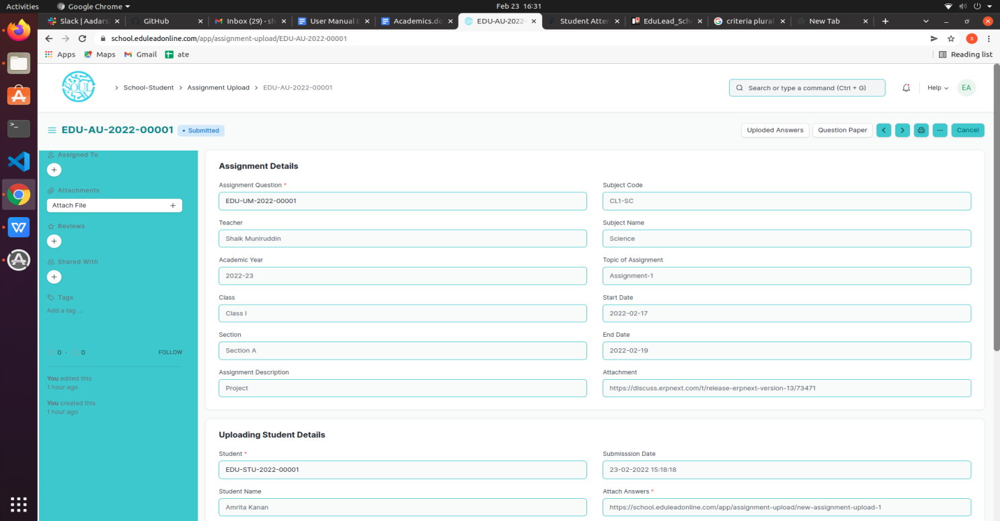 Activities
Google Chrome
Feb 23 16:31
Slack | Aadars
GitHub
Inbox (29) - sh
User Manual E
Academics.do
EDU-AU-2022-
Student Atten
EduLead_Scho
criteria plural
New Tab
school.eduleadonline.com/app/assignment-upload/EDU-AU-2022-00001
S
Apps
Maps
Gmail
ate
Reading list
SOUL
School-Student
Assignment Upload
EDU-AU-2022-00001
Search or type a command (Ctrl + G)
Help
EA
EDU-AU-2022-00001
• Submitted
Uploded Answers
Question Paper
Cancel
Assigned To
Attachments
Attach File
Reviews
Shared With
Tags
Add a tag ...
0 · 0
FOLLOW
You edited this
1 hour ago
You created this
1 hour ago
Assignment Details
Assignment Question *
EDU-UM-2022-00001
Subject Code
CL1-SC
Teacher
Shaik Muniruddin
Subject Name
Science
Academic Year
2022-23
Topic of Assignment
Assignment-1
Class
Class I
Start Date
2022-02-17
Section
Section A
End Date
2022-02-19
Assignment Description
Project
Attachment
https://discuss.erpnext.com/t/release-erpnext-version-13/73471
Uploading Student Details
Student *
EDU-STU-2022-00001
Submisssion Date
23-02-2022 15:18:18
Student Name
Amrita Kanan
Attach Answers *
https://school.eduleadonline.com/app/assignment-upload/new-assignment-upload-1